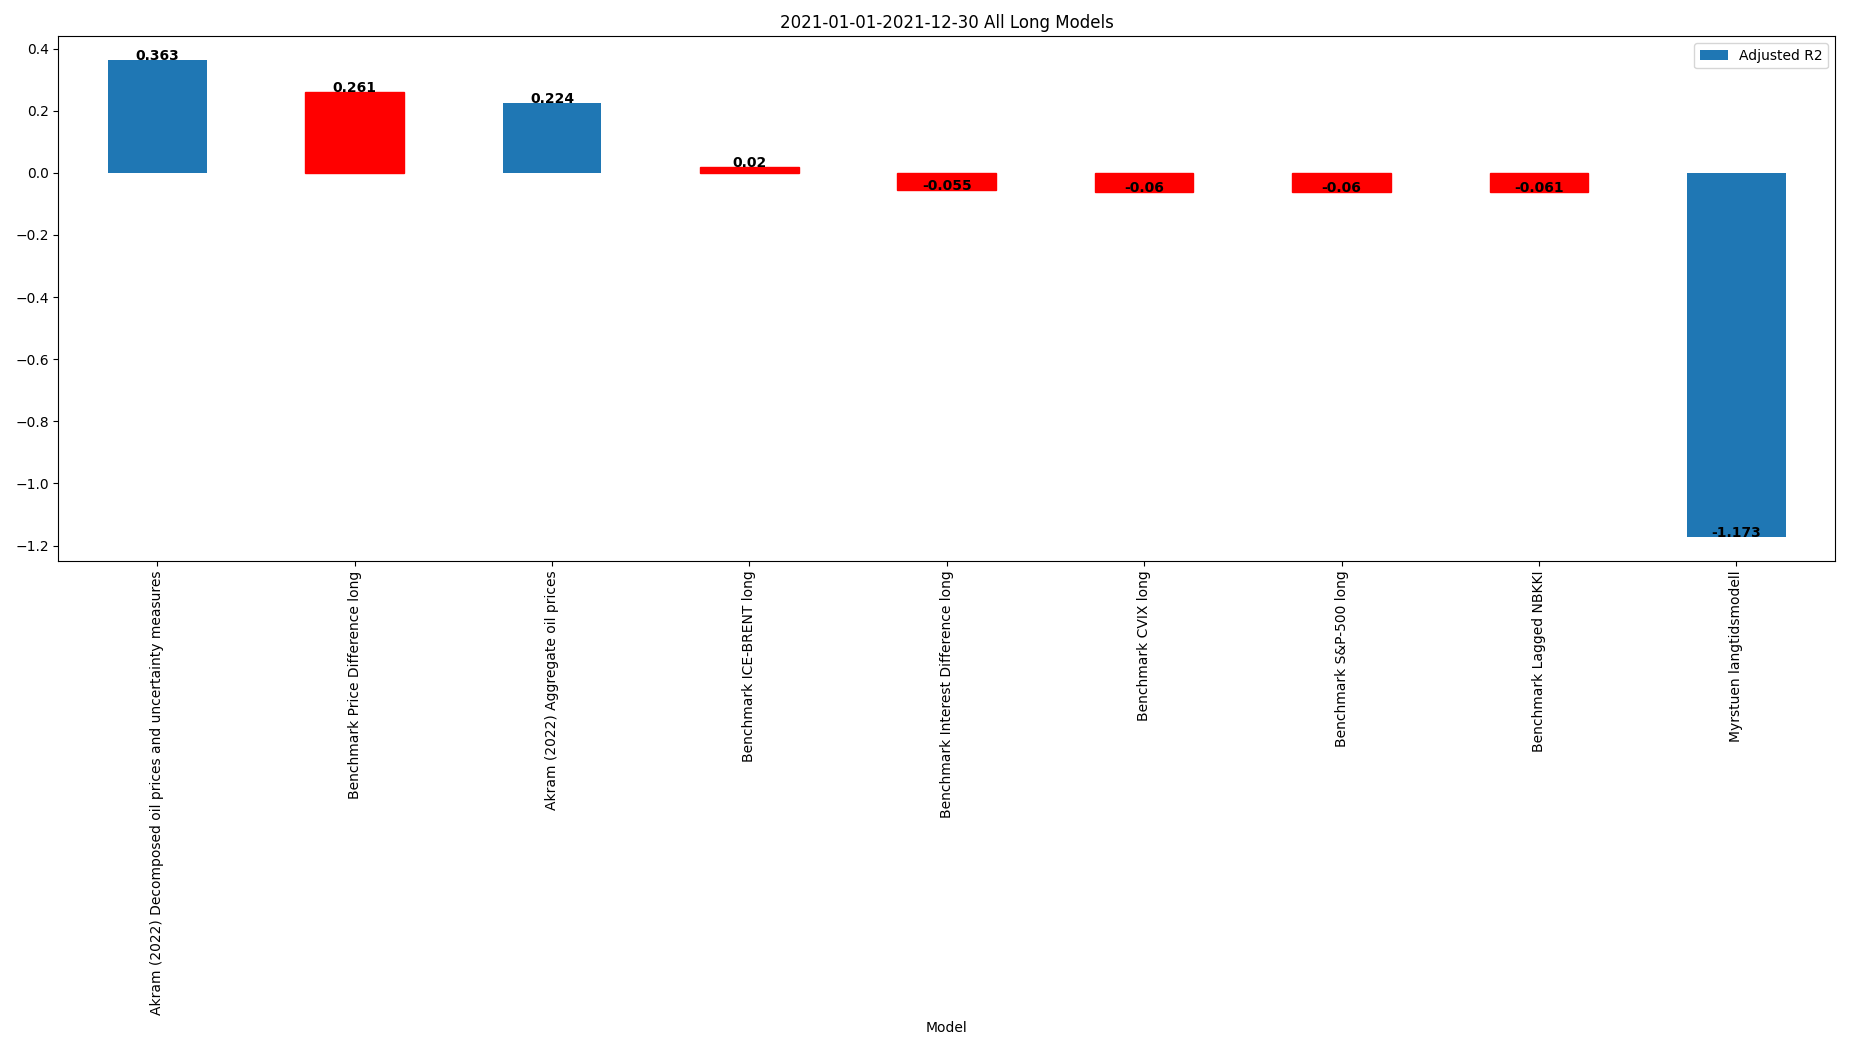 2021-01-01-2021-12-30 All Long Models
0.4
0.2
0.0
−0.2
−0.4
−0.6
−0.8
−1.0
−1.2
Adjusted R2
0.363
0.261
0.224
0.02
-0.055
-0.06
-0.06
-0.061
-1.173
Akram (2022) Decomposed oil prices and uncertainty measures
Benchmark Price Difference long
Akram (2022) Aggregate oil prices
Benchmark ICE-BRENT long
Benchmark Interest Difference long
Benchmark CVIX long
Benchmark S&P-500 long
Benchmark Lagged NBKKI
Myrstuen langtidsmodell
Model